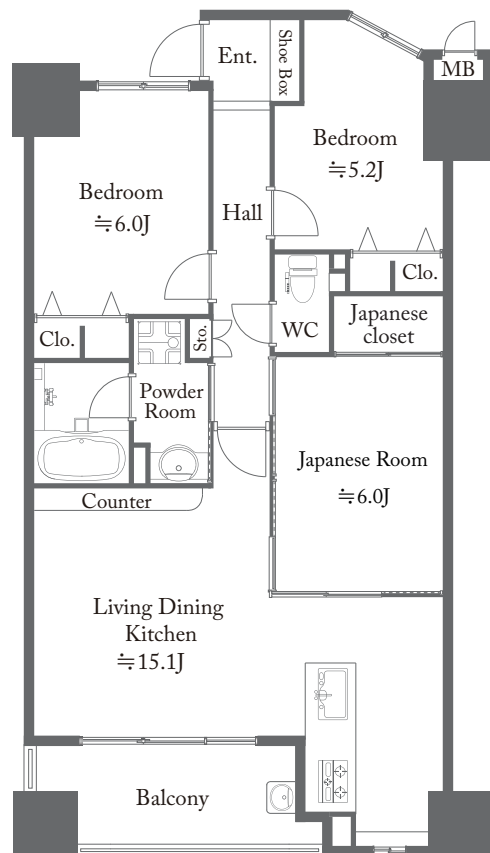 Ent.
Shoe Box
MB
Bedroom
≒5.2J
Bedroom
≒6.0J
Hall
Clo.
WC
Japanese
closet
Clo.
Sto.
Powder
Room
Japanese Room
≒6.0J
Counter
Living Dining
Kitchen
≒15.1J
Balcony